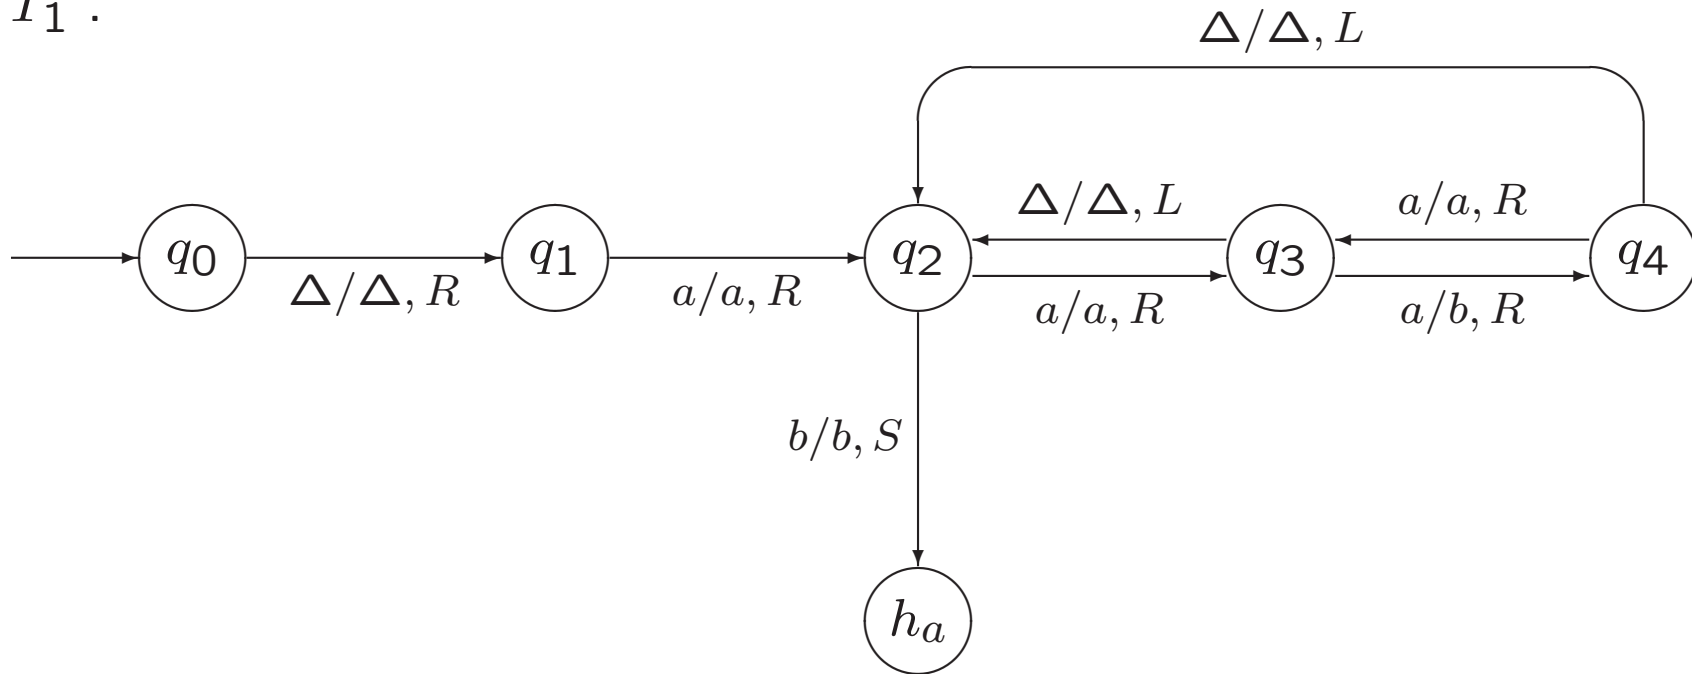 T₁ :
Δ/Δ, L
Δ/Δ, L
a/a, R
q₀
q₁
q₂
q₃
q₄
Δ/Δ, R
a/a, R
a/a, R
a/b, R
b/b, S
hₐ